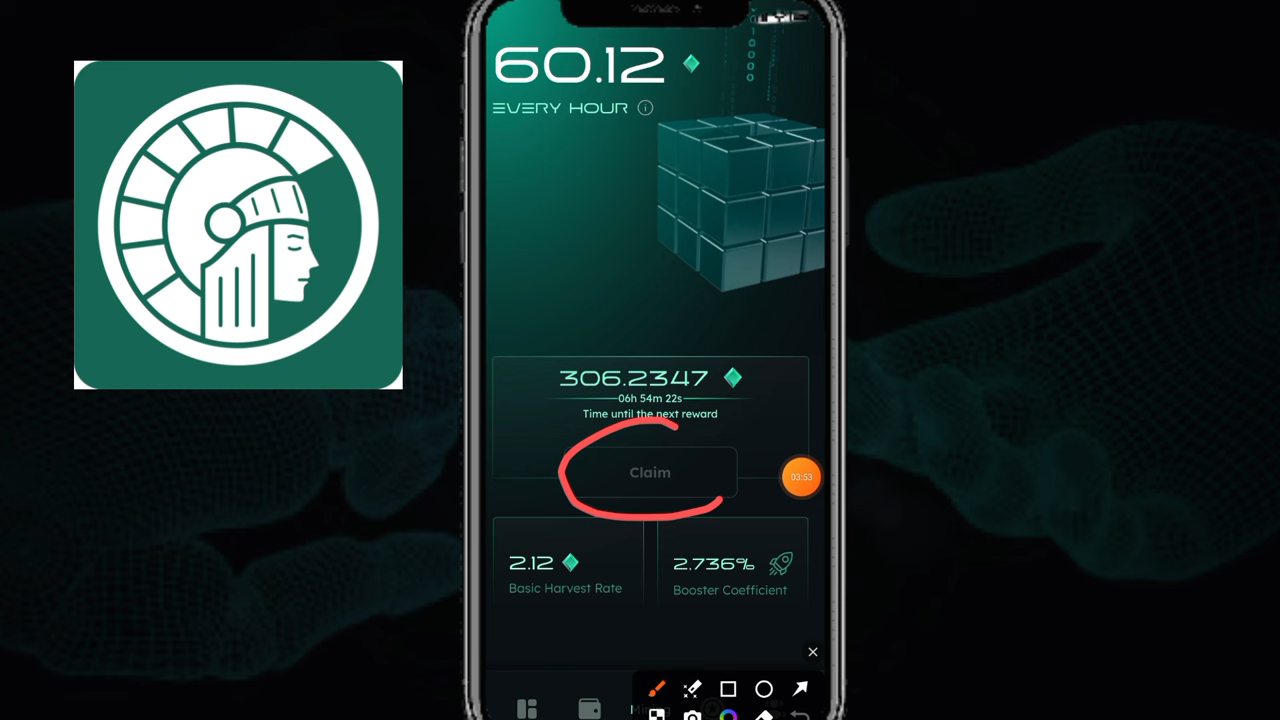 60.12
EVERY HOUR
306.2347
06h 54m 22s
Time until the next reward
Claim
03:53
2.12
Basic Harvest Rate
2.736%
Booster Coefficient